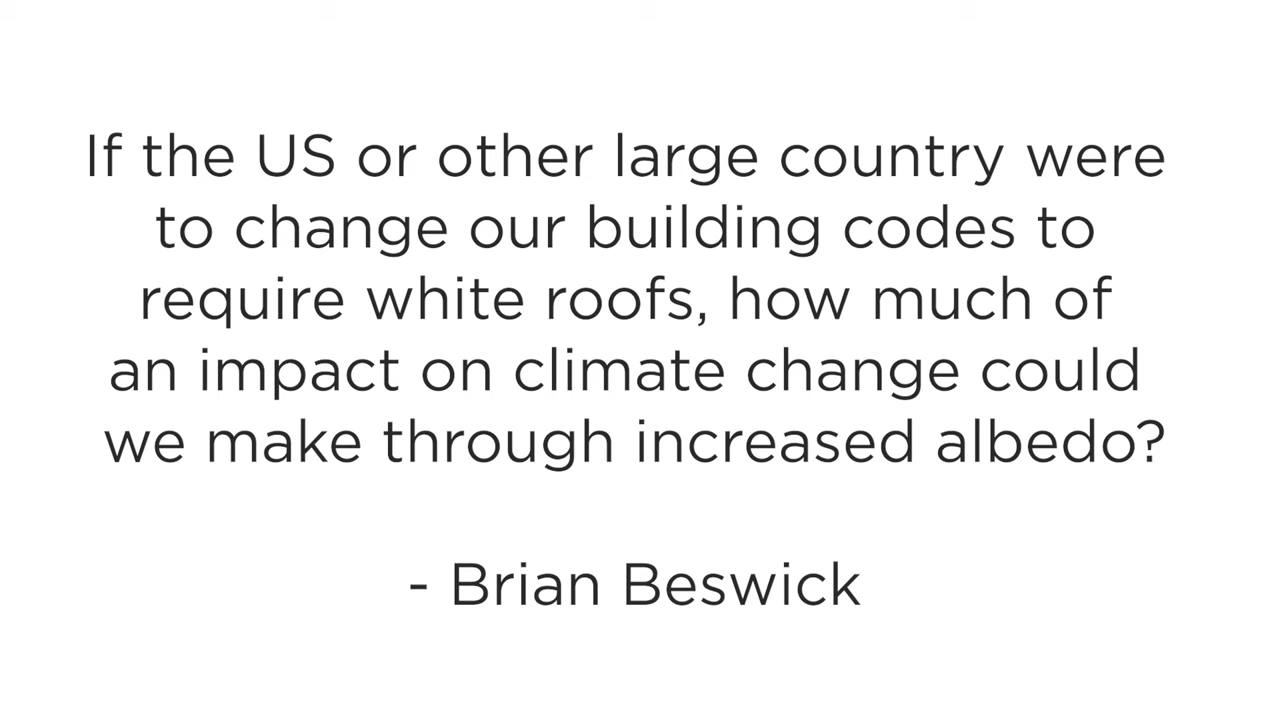 If the US or other large country were
to change our building codes to
require white roofs, how much of
an impact on climate change could
we make through increased albedo?
- Brian Beswick